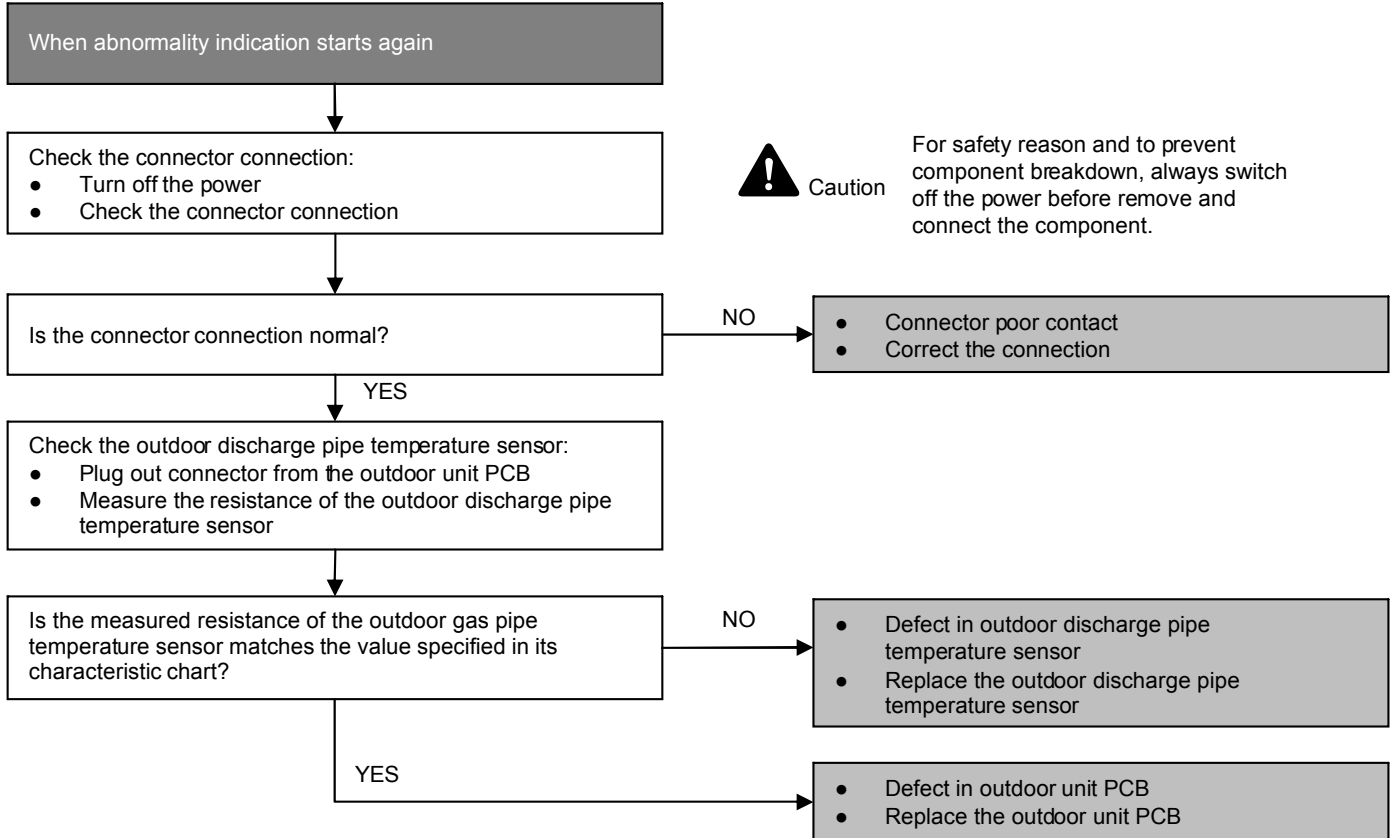 When abnormality indication starts again
Check the connector connection:
● Turn off the power
● Check the connector connection
Caution
For safety reason and to prevent
component breakdown, always switch
off the power before remove and
connect the component.
Is the connector connection normal?
NO
● Connector poor contact
● Correct the connection
YES
Check the outdoor discharge pipe temperature sensor:
● Plug out connector from the outdoor unit PCB
● Measure the resistance of the outdoor discharge pipe
temperature sensor
Is the measured resistance of the outdoor gas pipe
temperature sensor matches the value specified in its
characteristic chart?
NO
● Defect in outdoor discharge pipe
temperature sensor
● Replace the outdoor discharge pipe
temperature sensor
YES
● Defect in outdoor unit PCB
● Replace the outdoor unit PCB